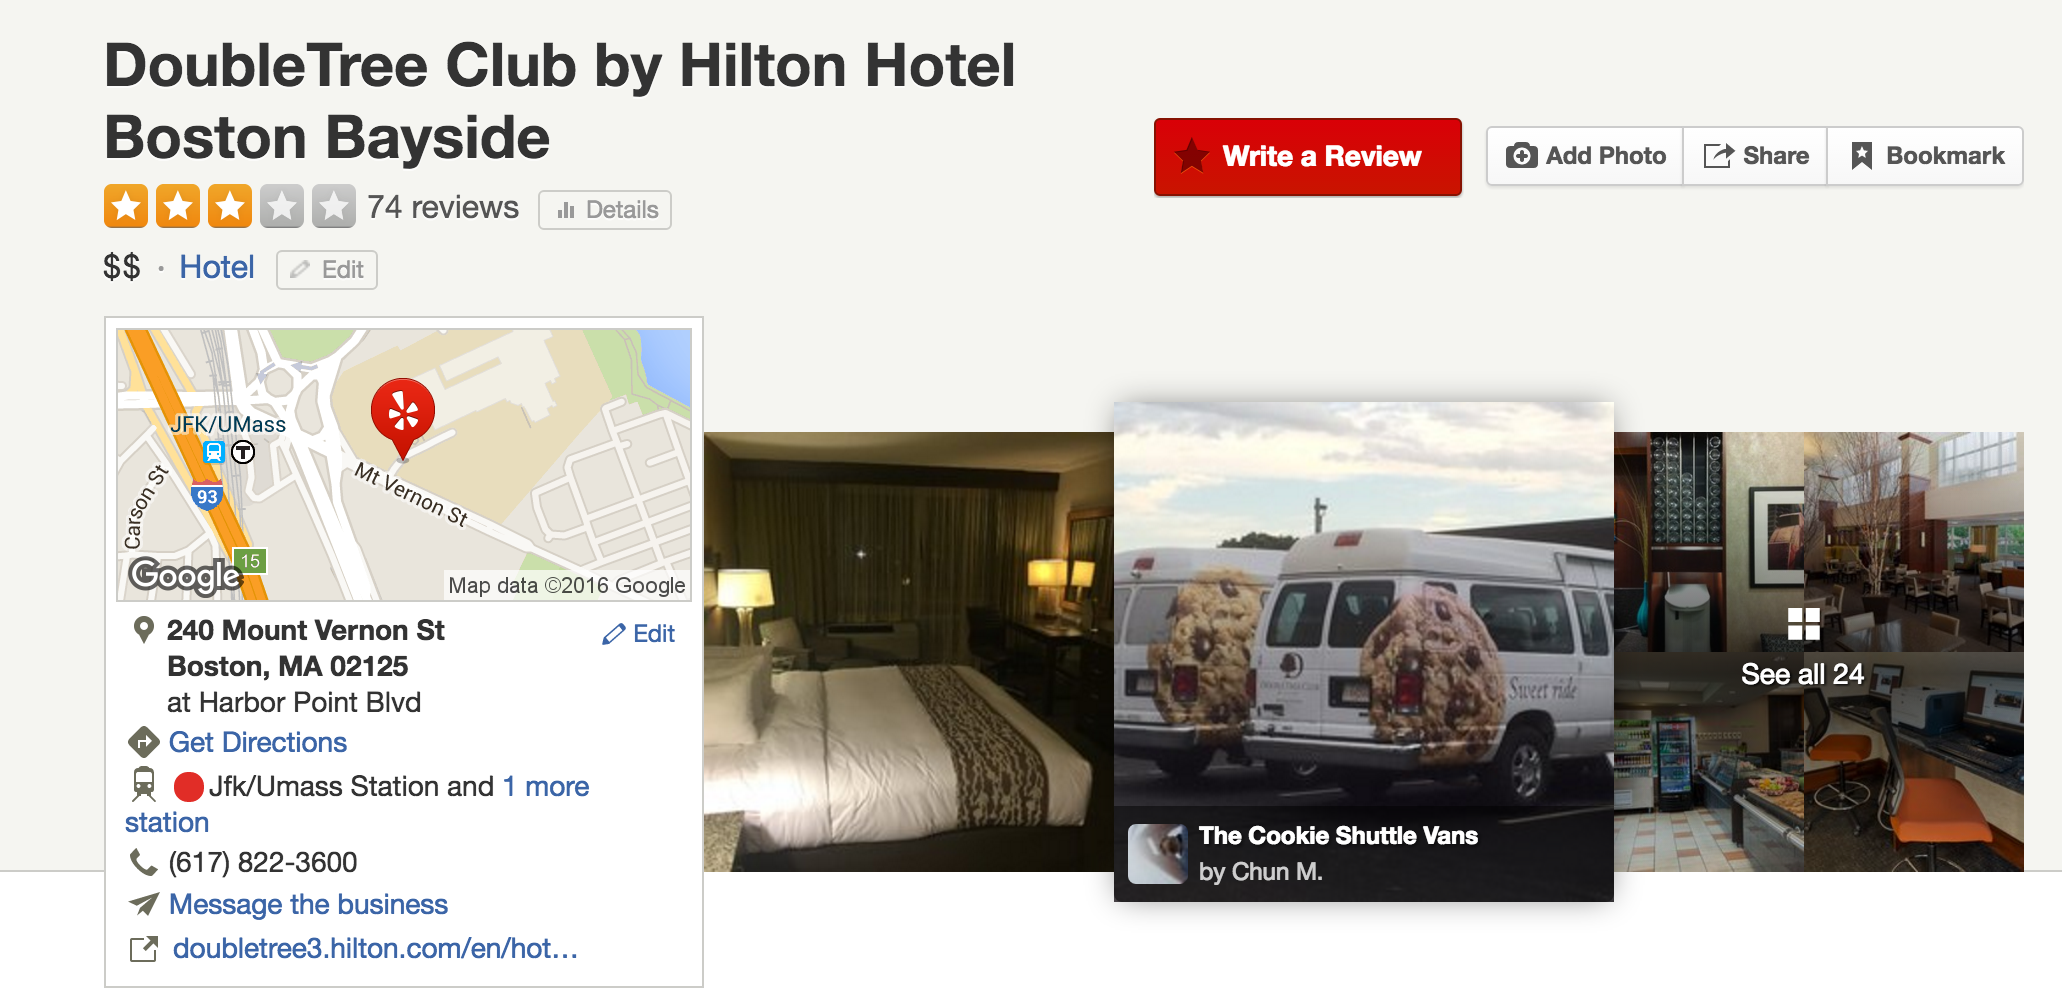 DoubleTree Club by Hilton Hotel
Boston Bayside
74 reviews
Details
$$ · Hotel
Edit
Write a Review
Add Photo
Share
Bookmark
JFK/UMass
T
93
Carson St
Mt Vernon St
15
Google
Map data ©2016 Google
240 Mount Vernon St
Edit
Boston, MA 02125
at Harbor Point Blvd
Get Directions
Jfk/Umass Station and 1 more
station
(617) 822-3600
Message the business
doubletree3.hilton.com/en/hot...
DOUBLETREE CLUB
Sweet ride
The Cookie Shuttle Vans
by Chun M.
See all 24